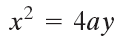 x² = 4ay